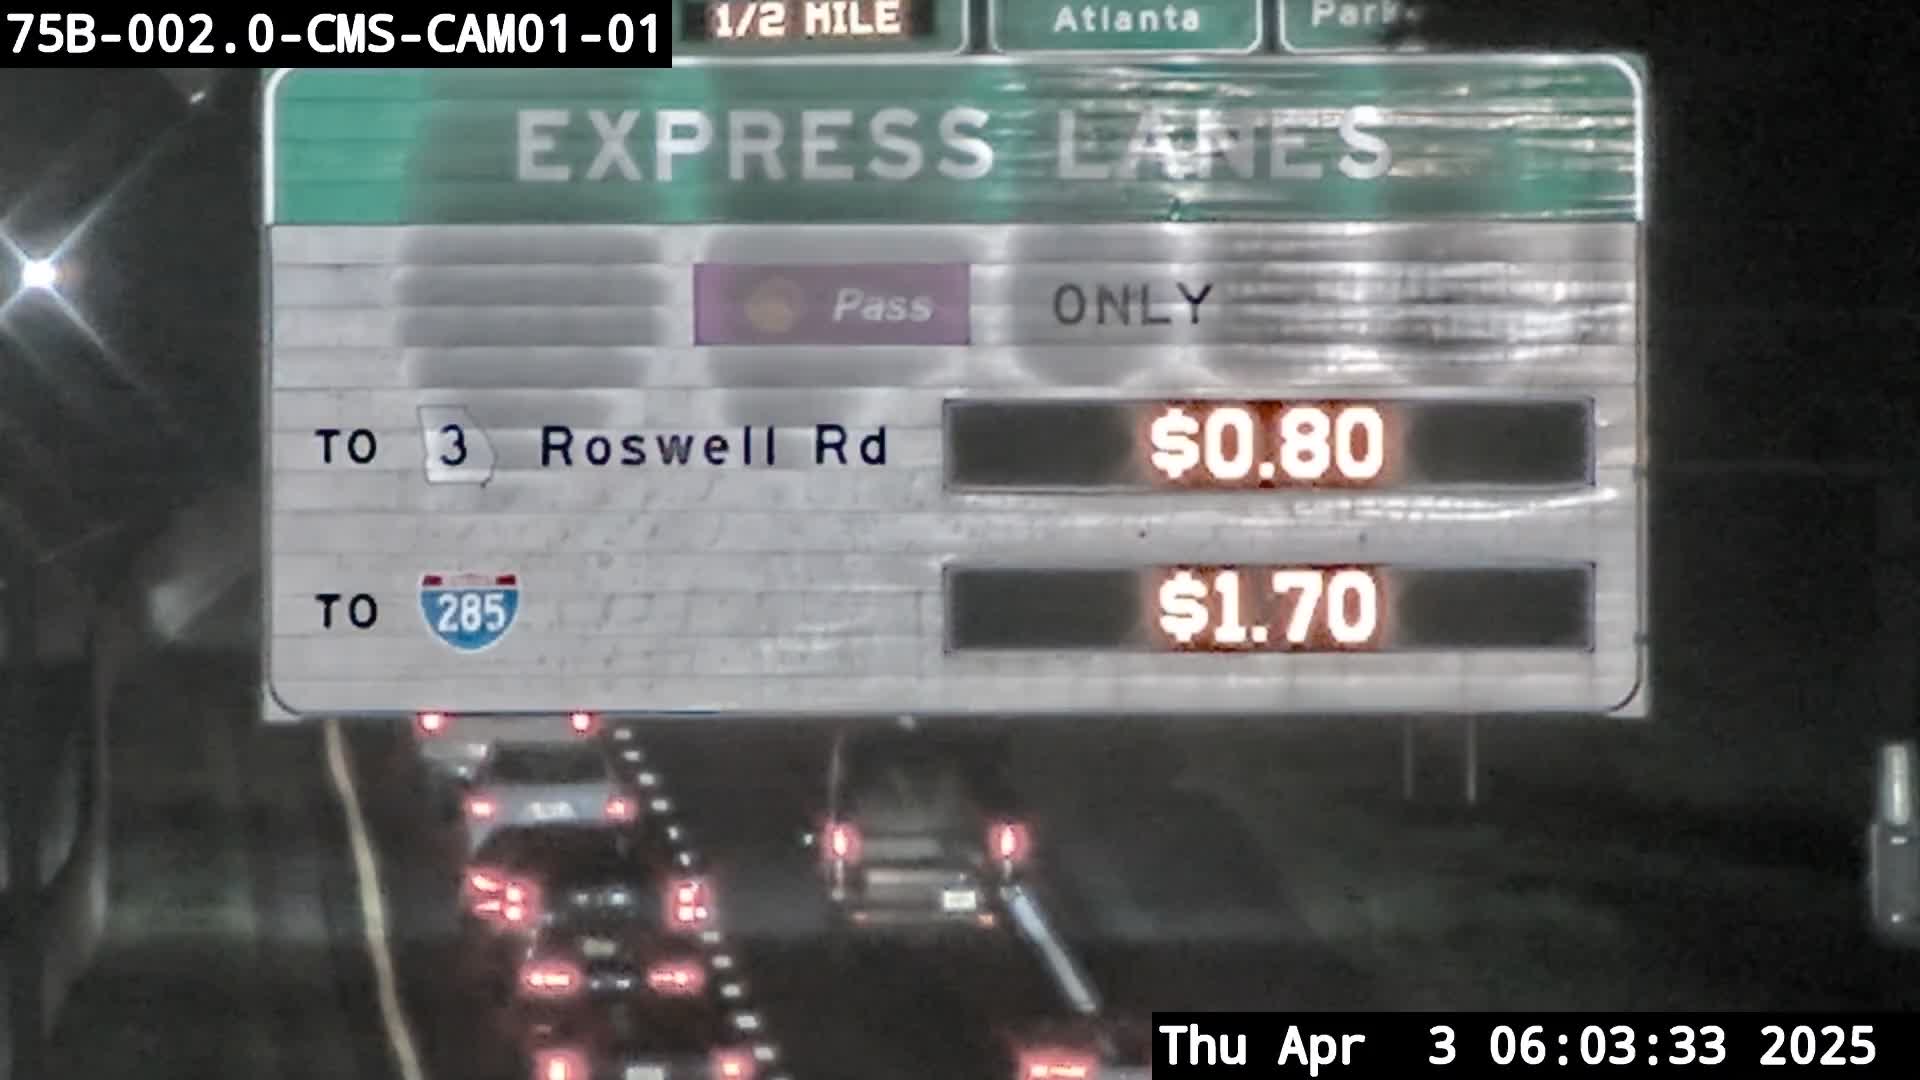 75B-002.0-CMS-CAM01-01
1/2 MILE
Atlanta
Park
EXPRESS LANES
Pass ONLY
TO 3 Roswell Rd $0.80
TO 285 $1.70
Thu Apr 3 06:03:33 2025